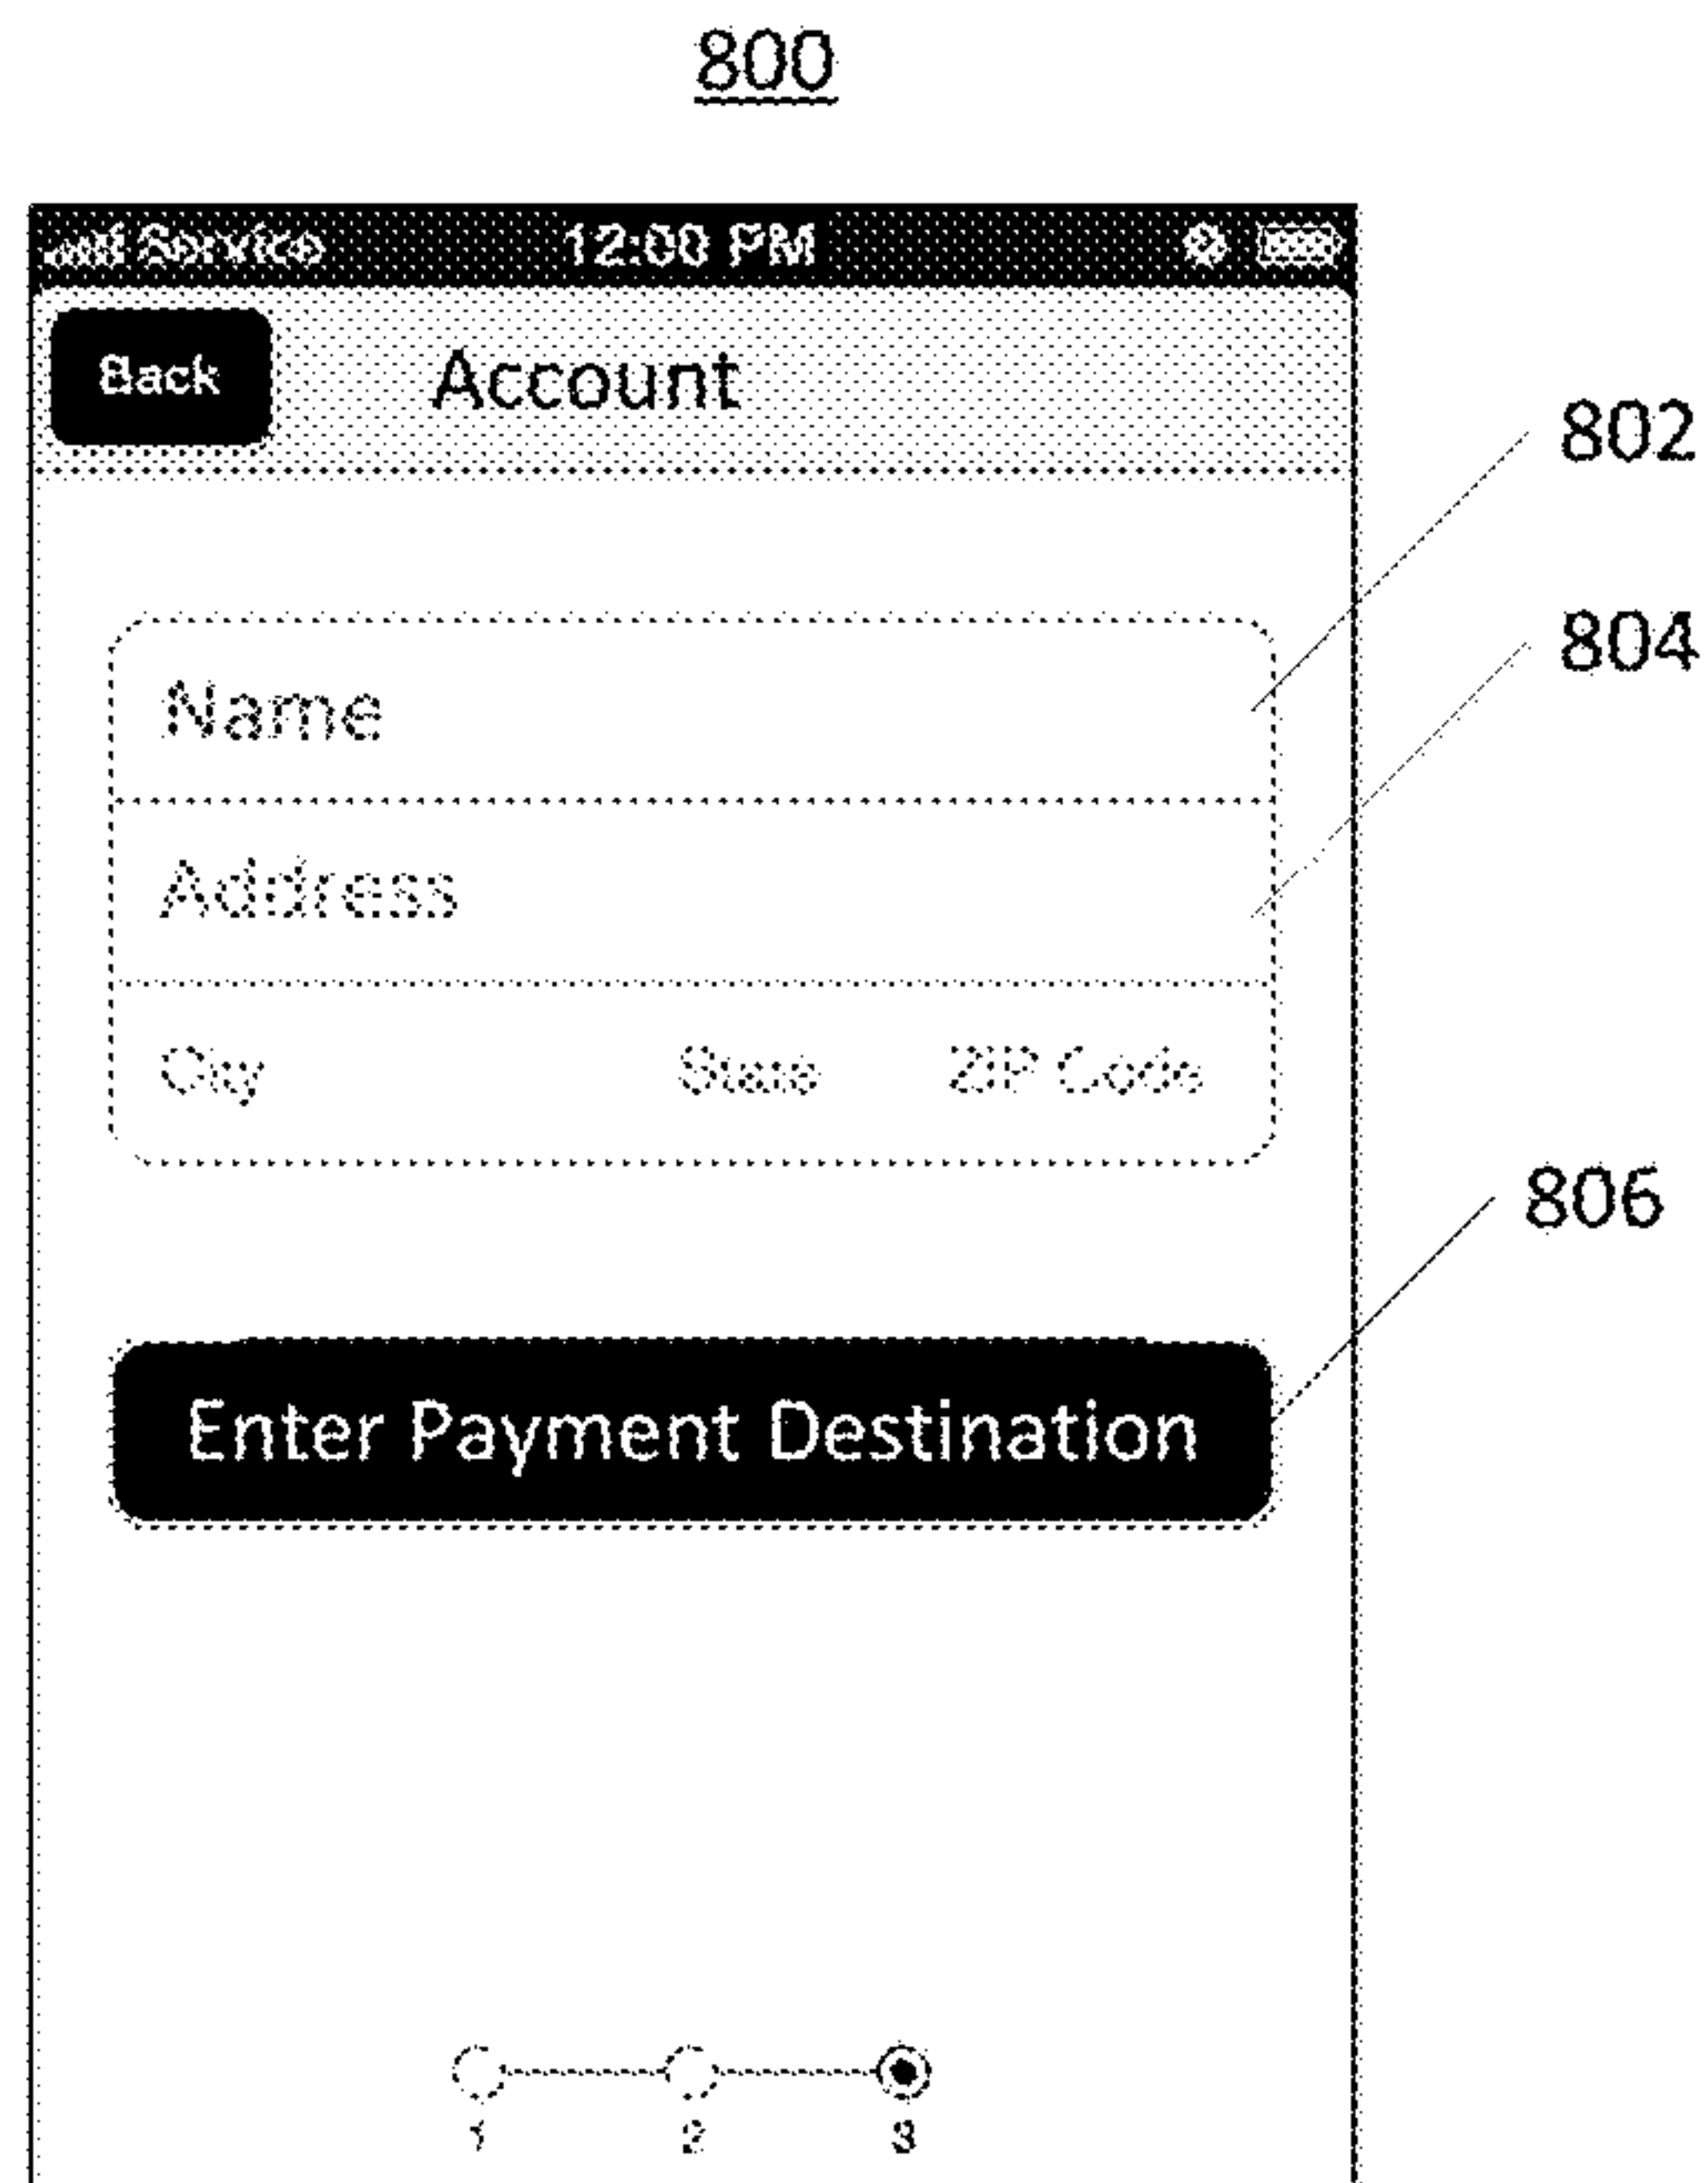 800
Service 12:00 PM
Back Account
802
804
Name
Address
City State ZIP Code
806
Enter Payment Destination
1 2 3